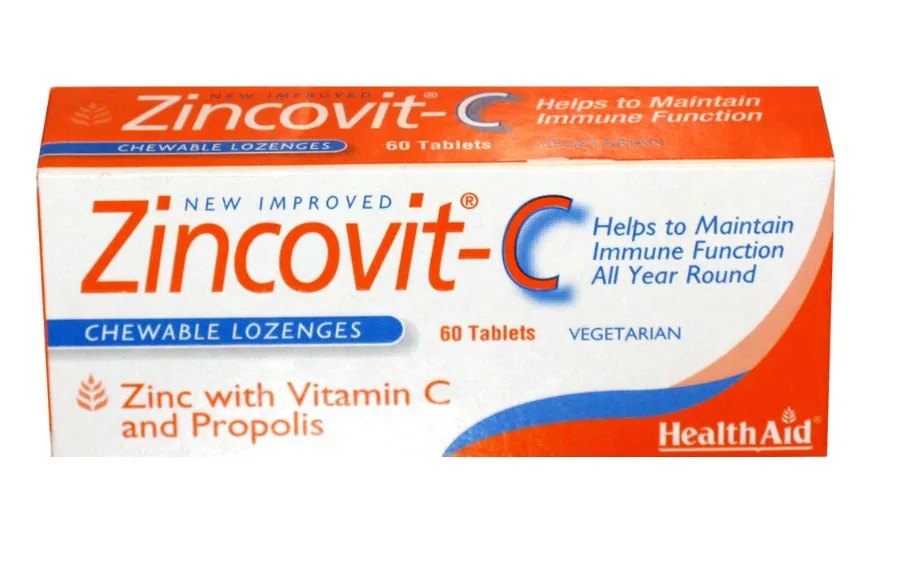 NEW IMPROVED
Zincovit®-C
Helps to Maintain
Immune Function
CHEWABLE LOZENGES
60 Tablets
VEGETARIAN
NEW IMPROVED
Zincovit®-C
Helps to Maintain
Immune Function
All Year Round
CHEWABLE LOZENGES
60 Tablets
VEGETARIAN
Zinc with Vitamin C
and Propolis
HealthAid®